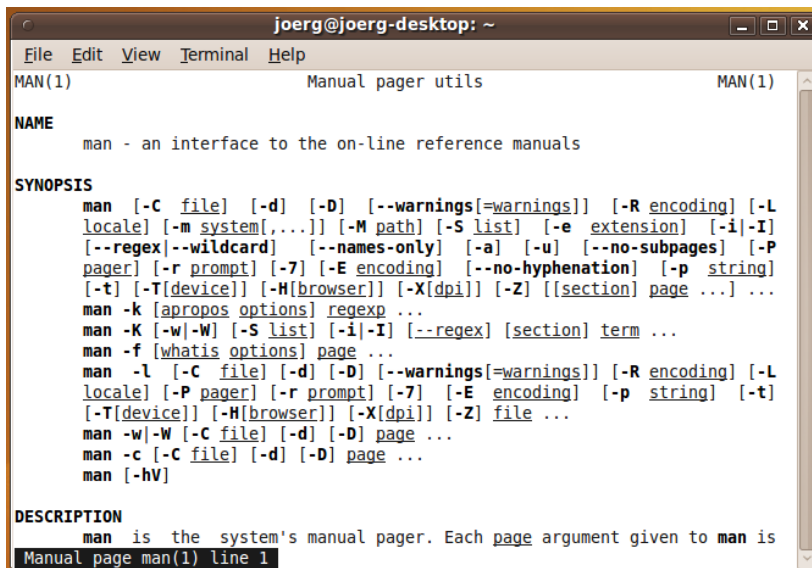 joerg@joerg-desktop: ~
File Edit View Terminal Help
MAN(1) Manual pager utils MAN(1)
NAME
man - an interface to the on-line reference manuals
SYNOPSIS
man [-C file] [-d] [-D] [--warnings[=warnings]] [-R encoding] [-L
locale] [-m system[,...]] [-M path] [-S list] [-e extension] [-i|-I]
[--regex|--wildcard] [--names-only] [-a] [-u] [--no-subpages] [-P
pager] [-r prompt] [-7] [-E encoding] [--no-hyphenation] [-p string]
[-t] [-T[device]] [-H[browser]] [-X[dpi]] [-Z] [[section] page ...] ...
man -k [apropos options] regexp ...
man -K [-w|-W] [-S list] [-i|-I] [--regex] [section] term ...
man -f [whatis options] page ...
man -l [-C file] [-d] [-D] [--warnings[=warnings]] [-R encoding] [-L
locale] [-P pager] [-r prompt] [-7] [-E encoding] [-p string] [-t]
[-T[device]] [-H[browser]] [-X[dpi]] [-Z] file ...
man -w|-W [-C file] [-d] [-D] page ...
man -c [-C file] [-d] [-D] page ...
man [-hV]
DESCRIPTION
man is the system's manual pager. Each page argument given to man is
Manual page man(1) line 1